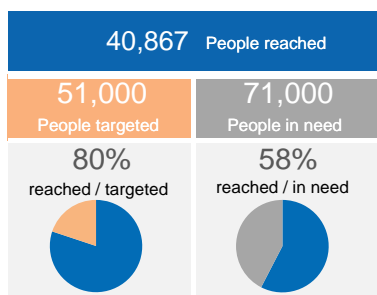 40,867 People reached
51,000
People targeted
71,000
People in need
80%
reached / targeted
58%
reached / in need